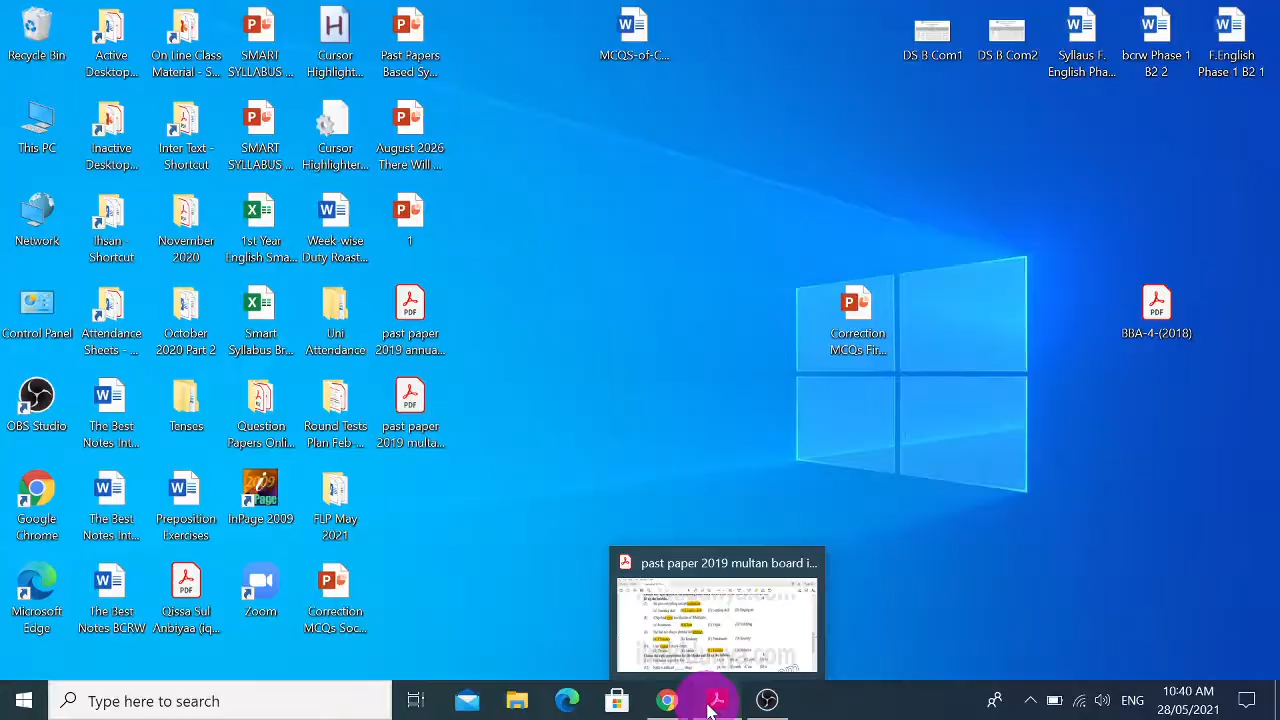 Recycle Bin
Active
Desktop...
On Line Class
Material - S...
SMART
SYLLABUS ...
Cursor
Highlight...
Past Papers
Based Sy...
MCQS-of-C...
DS B Com1
DS B Com2
Syllaus F.
English Pha...
bcrw Phase 1
B2 2
F.English
Phase 1 B2 1
This PC
Inactive
Desktop...
Inter Text -
Shortcut
SMART
SYLLABUS ...
Cursor
Highlighter...
August 2026
There Will ...
Network
Ihsan -
Shortcut
November
2020
1st Year
English Sma...
Week-wise
Duty Roast...
1
Control Panel
Attendance
Sheets - ...
October
2020 Part 2
Smart
Syllabus Br...
Uni
Attendance
past paper
2019 annua...
Correction
MCQs Fir...
BBA-4-(2018)
OBS Studio
The Best
Notes Int...
Tenses
Question
Papers Onli...
Round Tests
Plan Feb -...
past paper
2019 multa...
Google
Chrome
The Best
Notes Int...
Preposition
Exercises
InPage 2009
FLP May
2021
Microsoft
The Best
Notes BCRW
Qissa Sul
Zoom
Correction
MCQs Soc...
past paper 2019 multan board i...
Type here to search
ENG
10:40 AM
28/05/2021